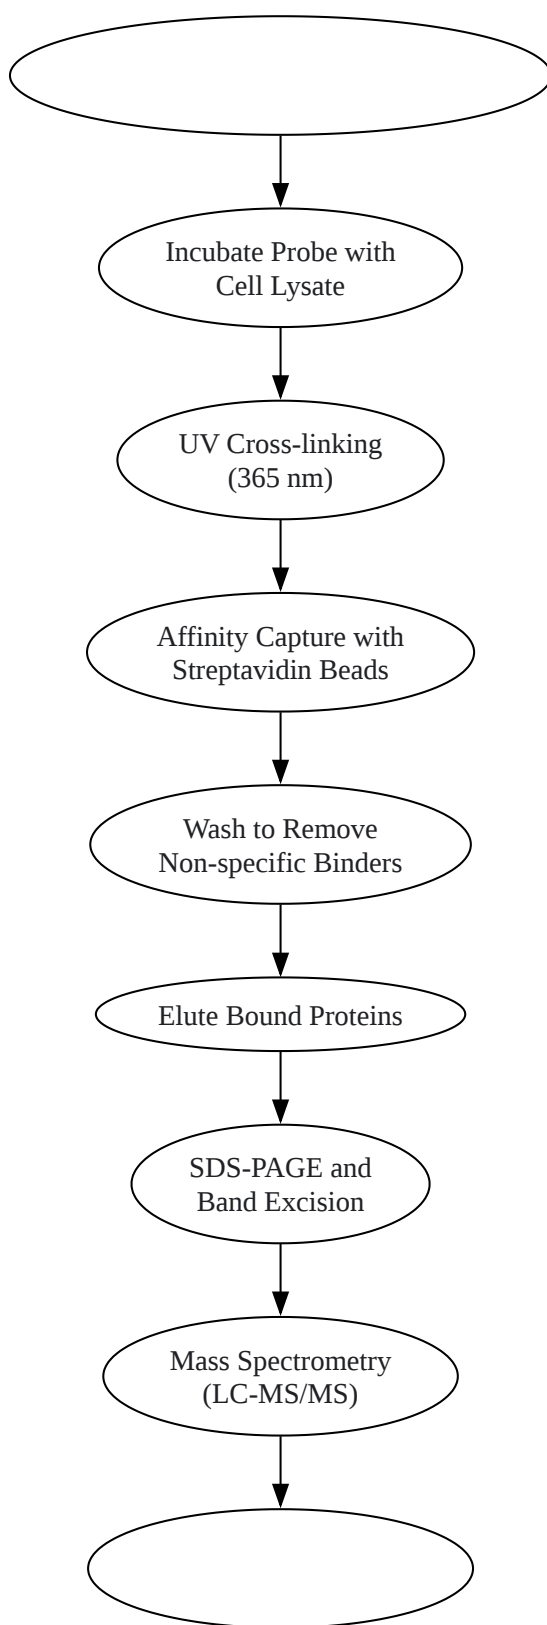 Incubate Probe with
Cell Lysate
UV Cross-linking
(365 nm)
Affinity Capture with
Streptavidin Beads
Wash to Remove
Non-specific Binders
Elute Bound Proteins
SDS-PAGE and
Band Excision
Mass Spectrometry
(LC-MS/MS)